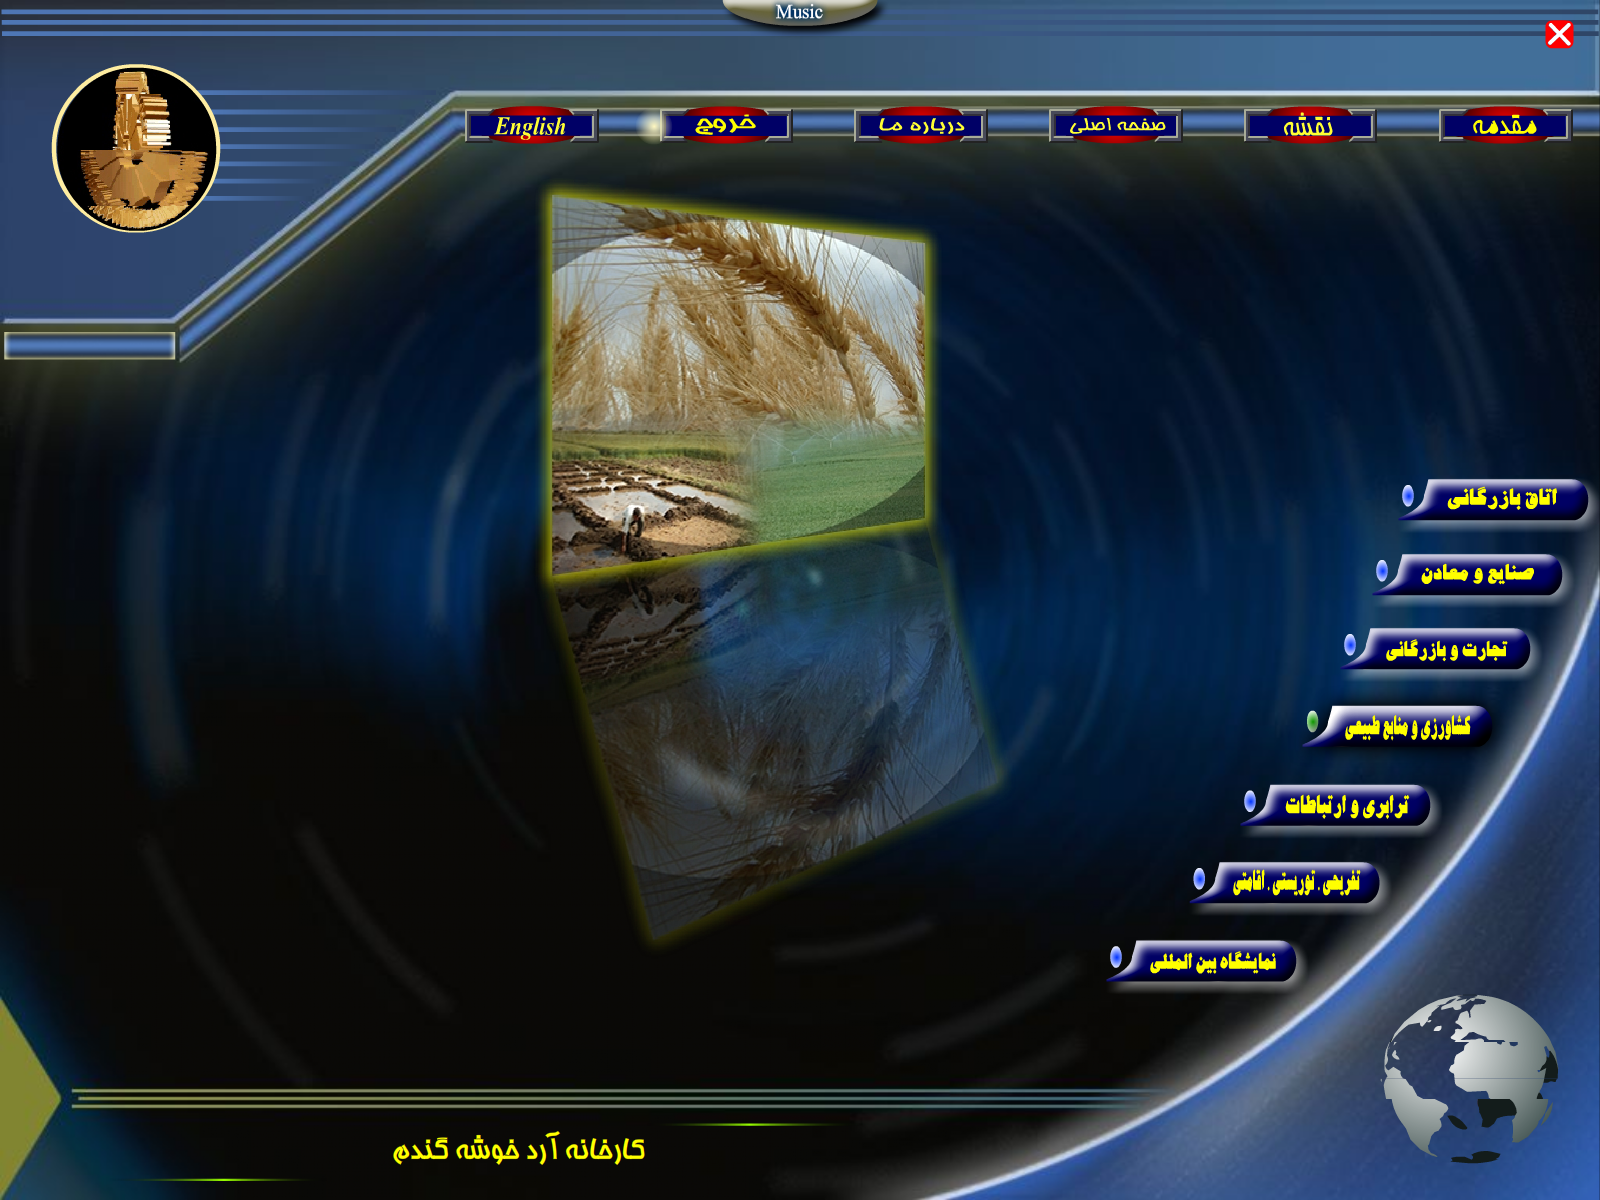 Music
مقدمه
نقشه
صفحه اصلی
درباره ما
خروج
English
اتاق بازرگانی
صنایع و معادن
تجارت و بازرگانی
کشاورزی و منابع طبیعی
ترابری و ارتباطات
تفریحی . توریستی . اقامتی
نمایشگاه بین المللی
کارخانه آرد خوشه گندم